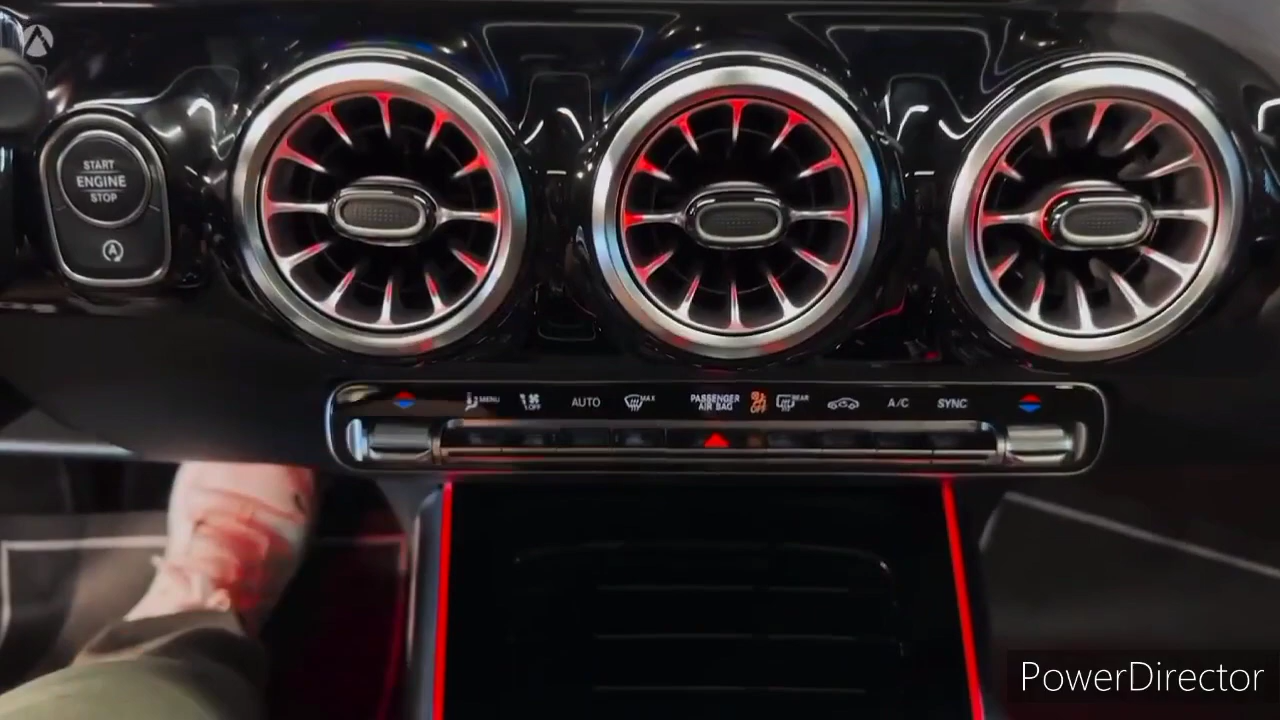 START
ENGINE
STOP
A
MENU
OFF
AUTO
MAX
PASSENGER
AIR BAG
OFF
REAR
A/C
SYNC
PowerDirector